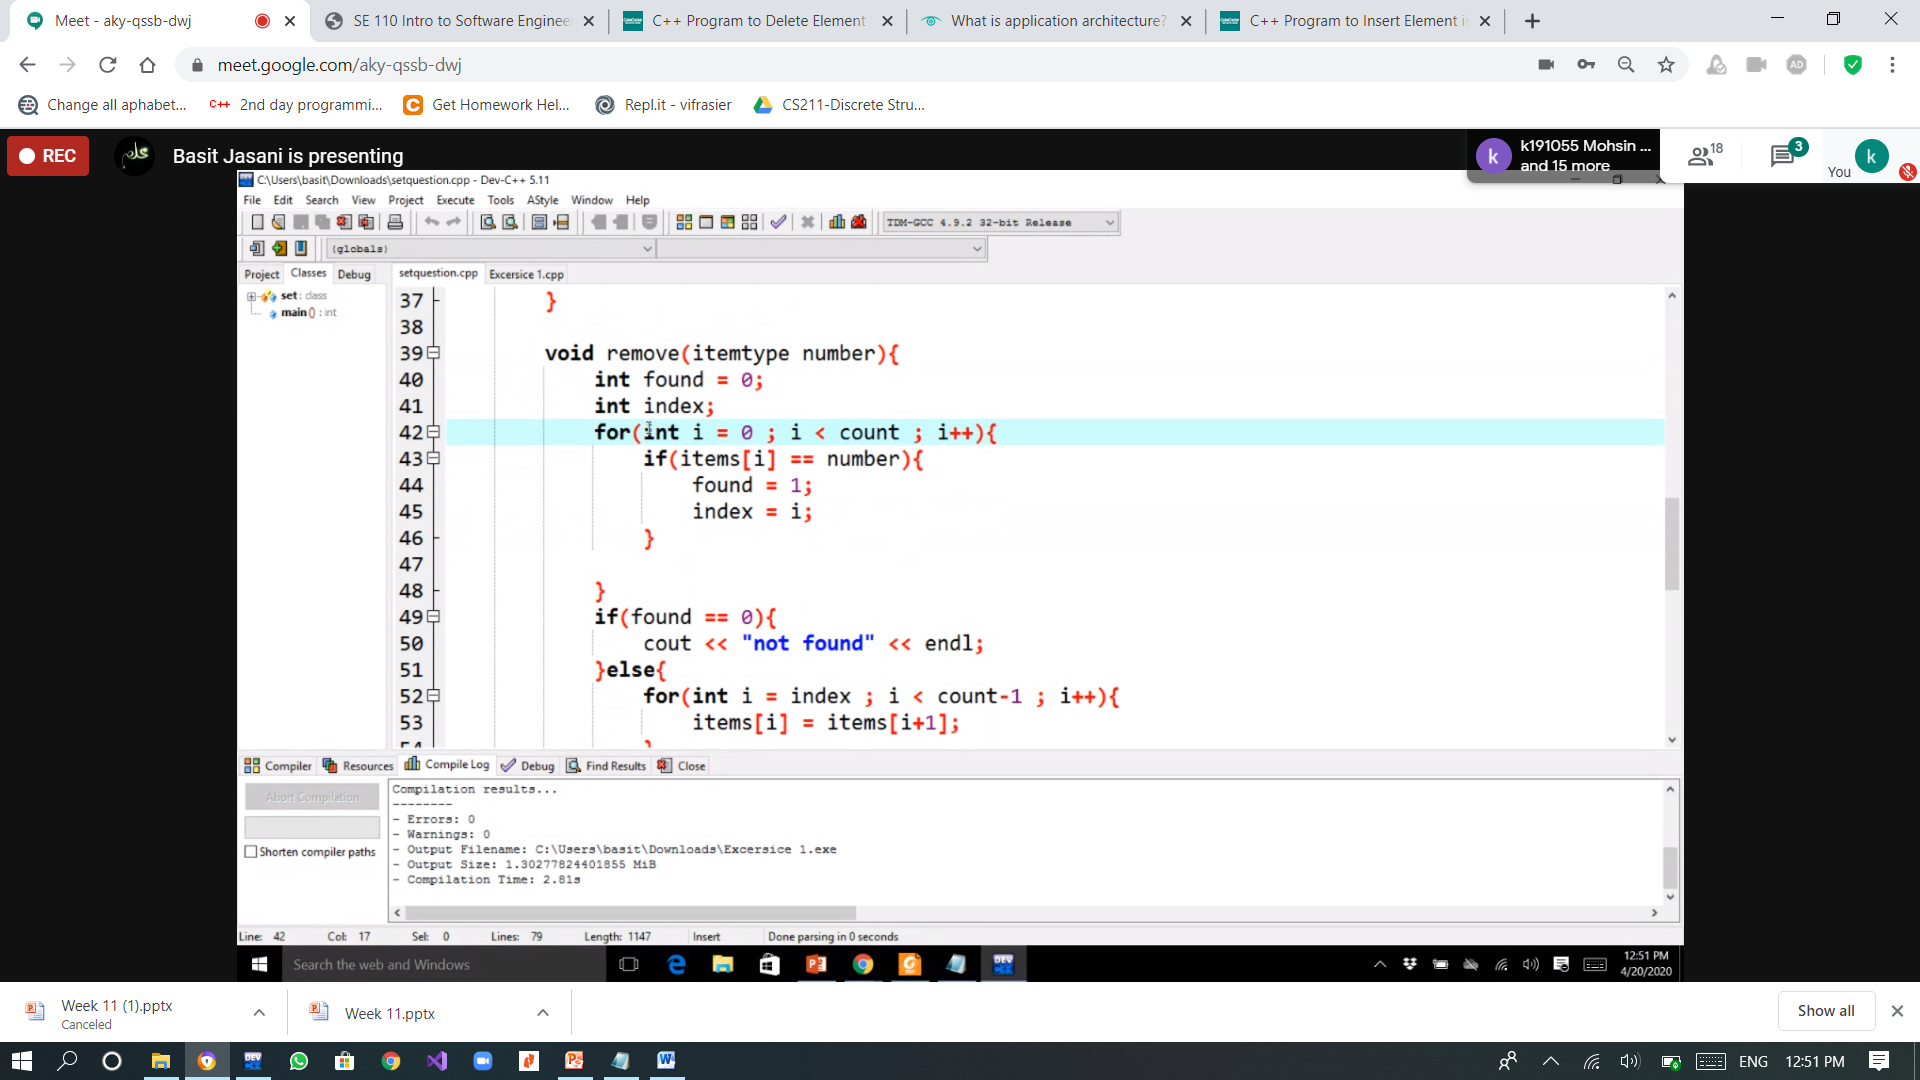 Meet - aky-qssb-dwj
SE 110 Intro to Software Enginee
C++ Program to Delete Element
What is application architecture?
C++ Program to Insert Element i
meet.google.com/aky-qssb-dwj
Change all aphabet...
C++ 2nd day programmi...
Get Homework Hel...
Repl.it - vifrasier
CS211-Discrete Stru...
REC
Basit Jasani is presenting
k
k191055 Mohsin ...
and 15 more
18
3
You
k
C:\Users\basit\Downloads\setquestion.cpp - Dev-C++ 5.11
File Edit Search View Project Execute Tools AStyle Window Help
TDM-GCC 4.9.2 32-bit Release
(globals)
Project Classes Debug
setquestion.cpp Excersice 1.cpp
set : class
main () : int
37 }
38
39 void remove(itemtype number){
40 int found = 0;
41 int index;
42 for(int i = 0 ; i < count ; i++){
43 if(items[i] == number){
44 found = 1;
45 index = i;
46 }
47
48 }
49 if(found == 0){
50 cout << "not found" << endl;
51 }else{
52 for(int i = index ; i < count-1 ; i++){
53 items[i] = items[i+1];
54 }
Compiler Resources Compile Log Debug Find Results Close
Abort Compilation
Shorten compiler paths
Compilation results...
--------
- Errors: 0
- Warnings: 0
- Output Filename: C:\Users\basit\Downloads\Excersice 1.exe
- Output Size: 1.30277824401855 MiB
- Compilation Time: 2.81s
Line: 42 Col: 17 Sel: 0 Lines: 79 Length: 1147 Insert Done parsing in 0 seconds
Search the web and Windows
DEV
12:51 PM
4/20/2020
Week 11 (1).pptx
Canceled
Week 11.pptx
Show all
DEV
ENG
12:51 PM